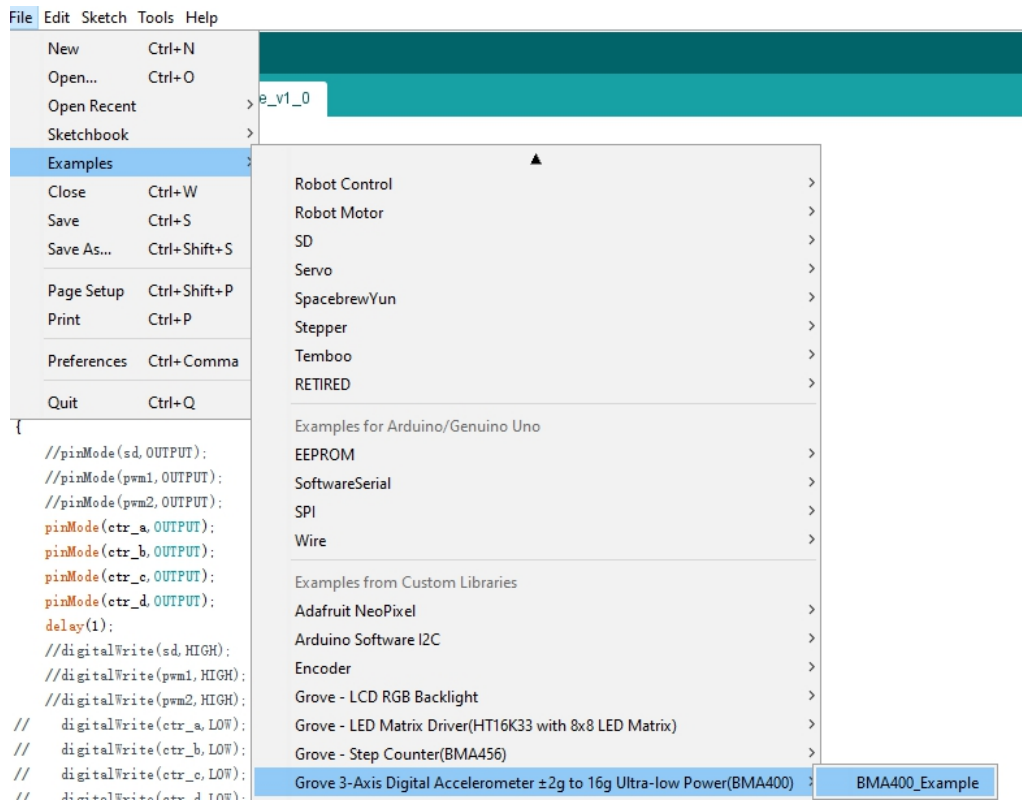 File Edit Sketch Tools Help
New Ctrl+N
Open... Ctrl+O
Open Recent
Sketchbook
Examples
Close Ctrl+W
Save Ctrl+S
Save As... Ctrl+Shift+S
Page Setup Ctrl+Shift+P
Print Ctrl+P
Preferences Ctrl+Comma
Quit Ctrl+Q
e_v1_0
Robot Control
Robot Motor
SD
Servo
SpacebrewYun
Stepper
Temboo
RETIRED
Examples for Arduino/Genuino Uno
EEPROM
SoftwareSerial
SPI
Wire
Examples from Custom Libraries
Adafruit NeoPixel
Arduino Software I2C
Encoder
Grove - LCD RGB Backlight
Grove - LED Matrix Driver(HT16K33 with 8x8 LED Matrix)
Grove - Step Counter(BMA456)
Grove 3-Axis Digital Accelerometer ±2g to 16g Ultra-low Power(BMA400)
BMA400_Example
{
//pinMode(sd,OUTPUT);
//pinMode(pwm1,OUTPUT);
//pinMode(pwm2,OUTPUT);
pinMode(ctr_a,OUTPUT);
pinMode(ctr_b,OUTPUT);
pinMode(ctr_c,OUTPUT);
pinMode(ctr_d,OUTPUT);
delay(1);
//digitalWrite(sd,HIGH);
//digitalWrite(pwm1,HIGH);
//digitalWrite(pwm2,HIGH);
// digitalWrite(ctr_a,LOW);
// digitalWrite(ctr_b,LOW);
// digitalWrite(ctr_c,LOW);
// digitalWrite(ctr_d,LOW);